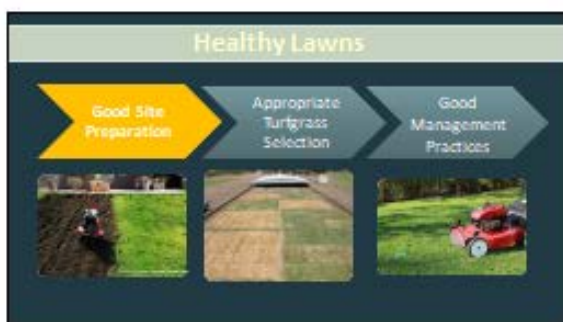 Healthy Lawns
Good Site
Preparation
Appropriate
Turfgrass
Selection
Good
Management
Practices